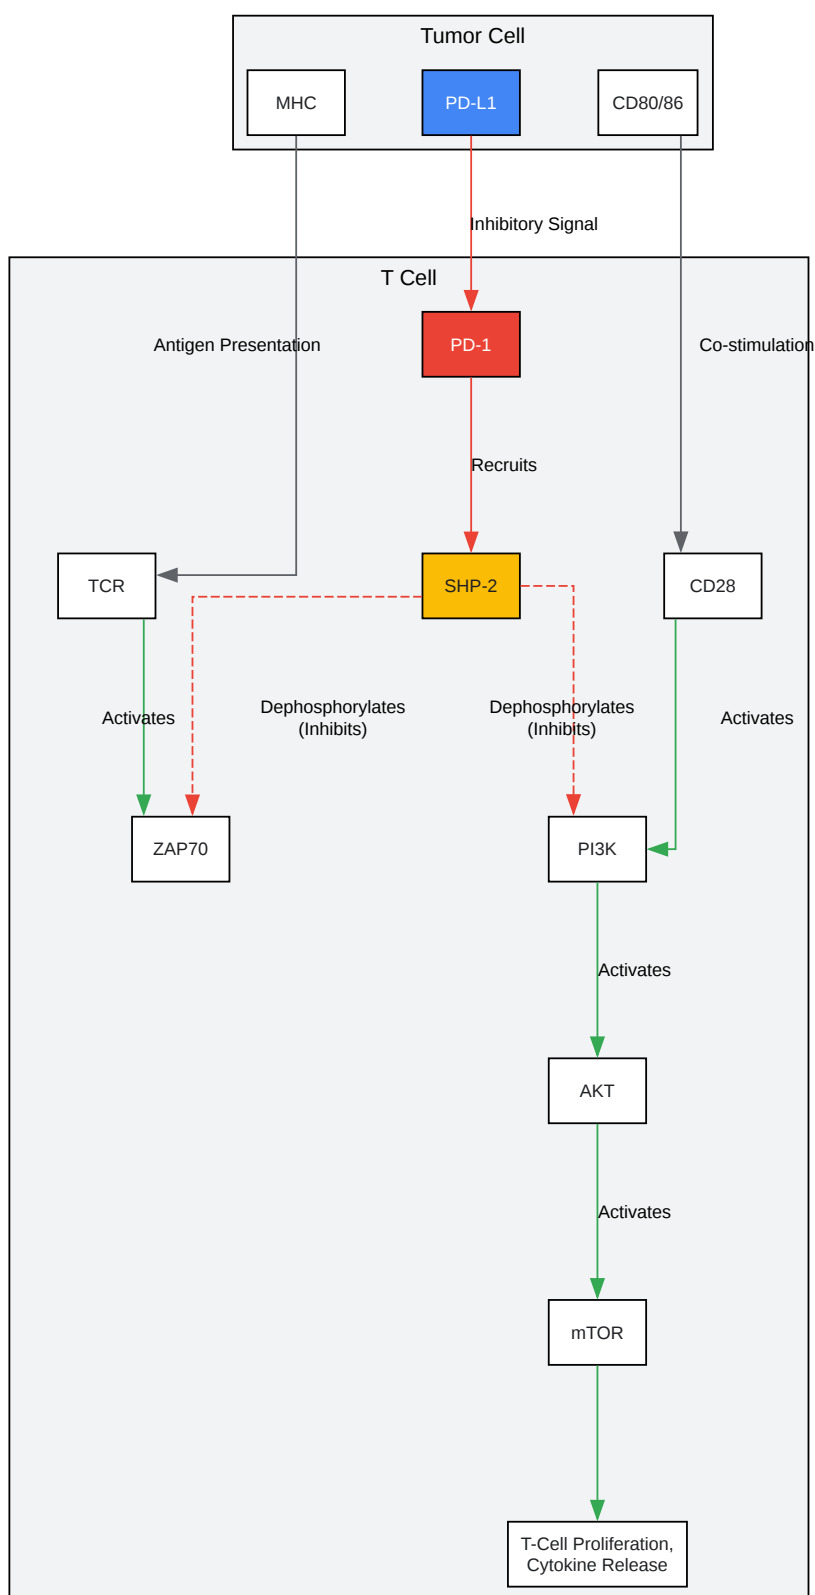 Tumor Cell
MHC
PD-L1
CD80/86
Inhibitory Signal
T Cell
Antigen Presentation
PD-1
Co-stimulation
Recruits
TCR
SHP-2
CD28
Activates
Dephosphorylates
(Inhibits)
Dephosphorylates
(Inhibits)
Activates
ZAP70
PI3K
Activates
AKT
Activates
mTOR
T-Cell Proliferation,
Cytokine Release